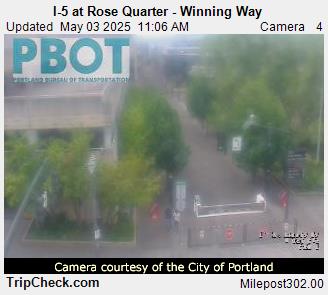 I-5 at Rose Quarter - Winning Way
Updated May 03 2025 11:06 AM Camera 4
PBOT
PORTLAND BUREAU OF TRANSPORTATION
Camera courtesy of the City of Portland
TripCheck.com Milepost302.00